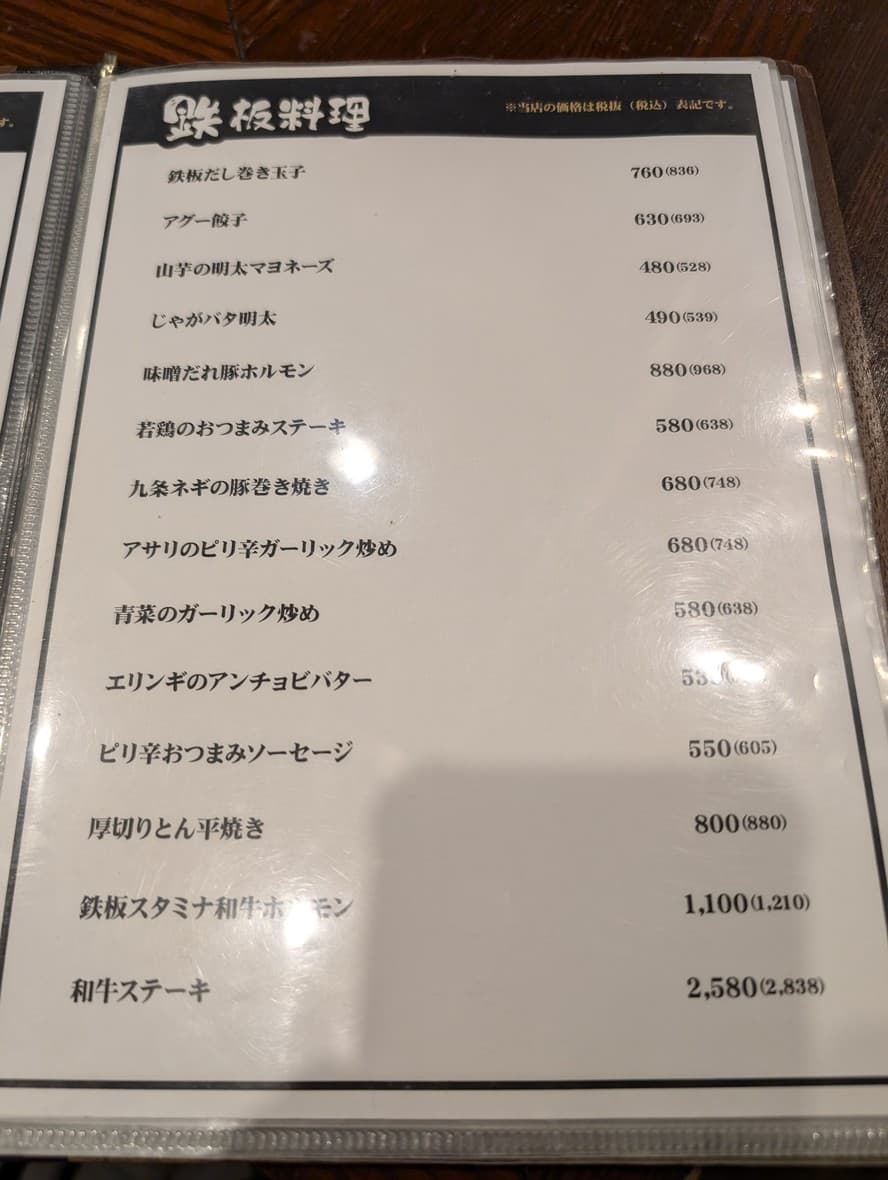 す。
鉄板料理
※当店の価格は税抜（税込）表記です。
鉄板だし巻き玉子 760(836)
アグー餃子 630(693)
山芋の明太マヨネーズ 480(528)
じゃがバタ明太 490(539)
味噌だれ豚ホルモン 880(968)
若鶏のおつまみステーキ 580(638)
九条ネギの豚巻き焼き 680(748)
アサリのピリ辛ガーリック炒め 680(748)
青菜のガーリック炒め 580(638)
エリンギのアンチョビバター
ピリ辛おつまみソーセージ 550(605)
厚切りとん平焼き 800(880)
鉄板スタミナ和牛ホルモン 1,100(1,210)
和牛ステーキ 2,580(2,838)